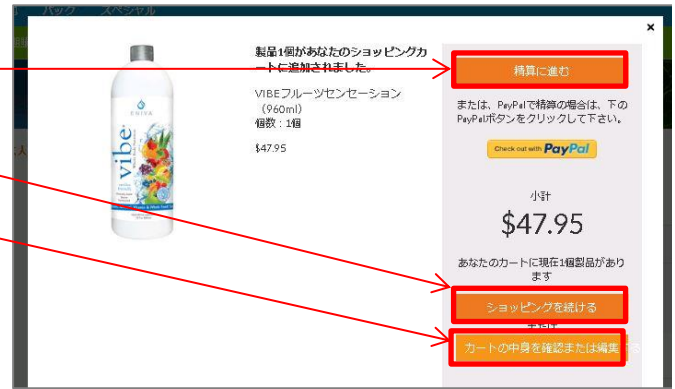 パック スペシャル
×
製品1個があなたのショッピングカ
ートに追加されました。
VIBEフルーツセンセーション
（960ml）
個数：1個
$47.95
ENIVA
vibe
精算に進む
または、PayPalで精算の場合は、下の
PayPalボタンをクリックして下さい。
Check out with PayPal
小計
$47.95
あなたのカートに現在1個製品があり
ます
ショッピングを続ける
または
カートの中身を確認または編集する